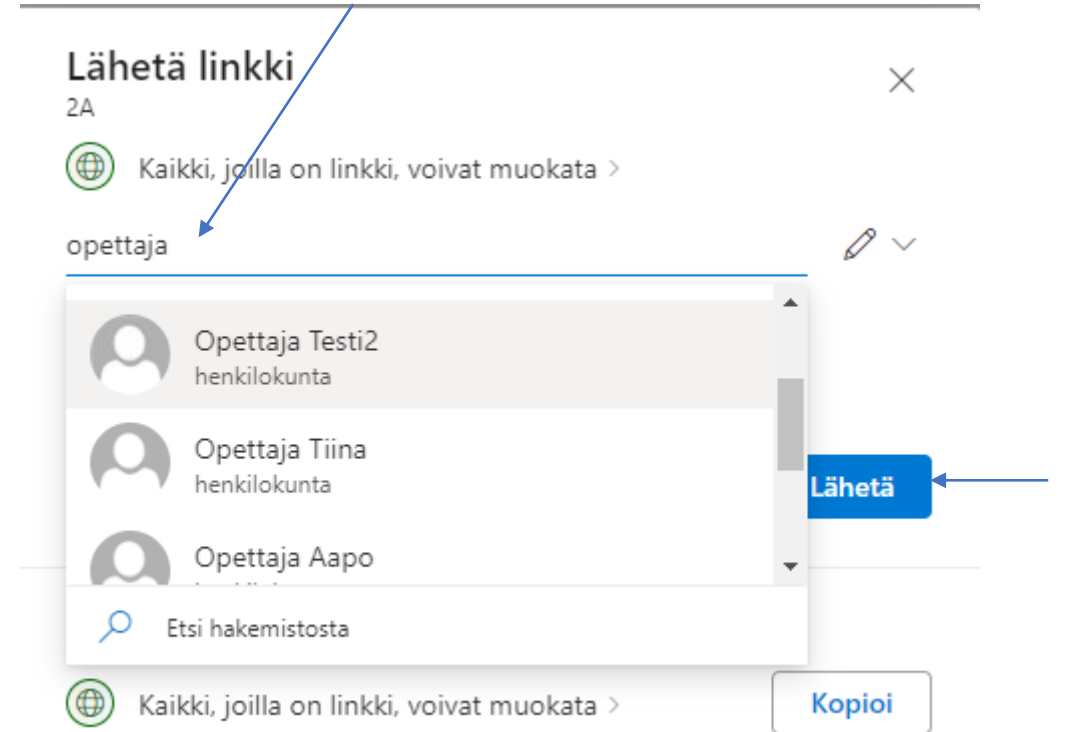 Lähetä linkki
2A
Kaikki, joilla on linkki, voivat muokata
opettaja
Opettaja Testi2
henkilokunta
Opettaja Tiina
henkilokunta
Lähetä
Opettaja Aapo
Etsi hakemistosta
Kaikki, joilla on linkki, voivat muokata
Kopioi